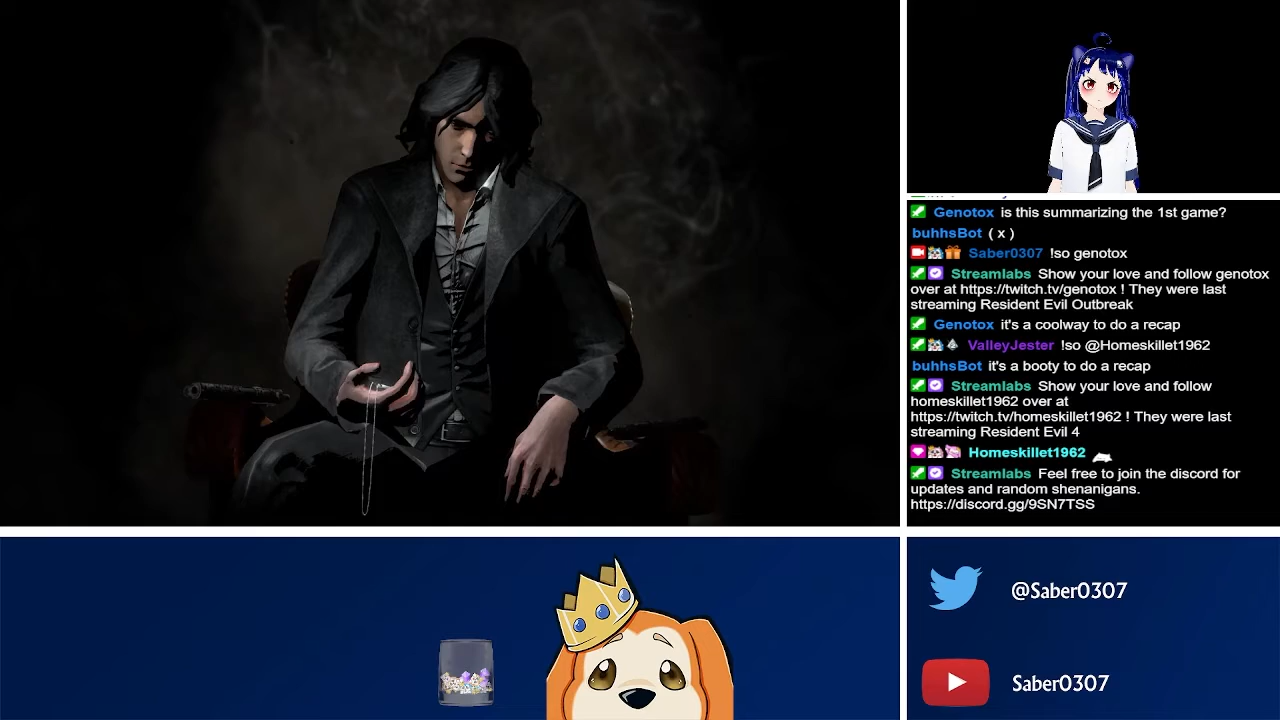 Genotox is this summarizing the 1st game?
buhhsBot ( x )
Saber0307 !so genotox
Streamlabs Show your love and follow genotox
over at https://twitch.tv/genotox ! They were last
streaming Resident Evil Outbreak
Genotox it's a coolway to do a recap
ValleyJester !so @Homeskillet1962
buhhsBot it's a booty to do a recap
Streamlabs Show your love and follow
homeskillet1962 over at
https://twitch.tv/homeskillet1962 ! They were last
streaming Resident Evil 4
Homeskillet1962
Streamlabs Feel free to join the discord for
updates and random shenanigans.
https://discord.gg/9SN7TSS
@Saber0307
Saber0307